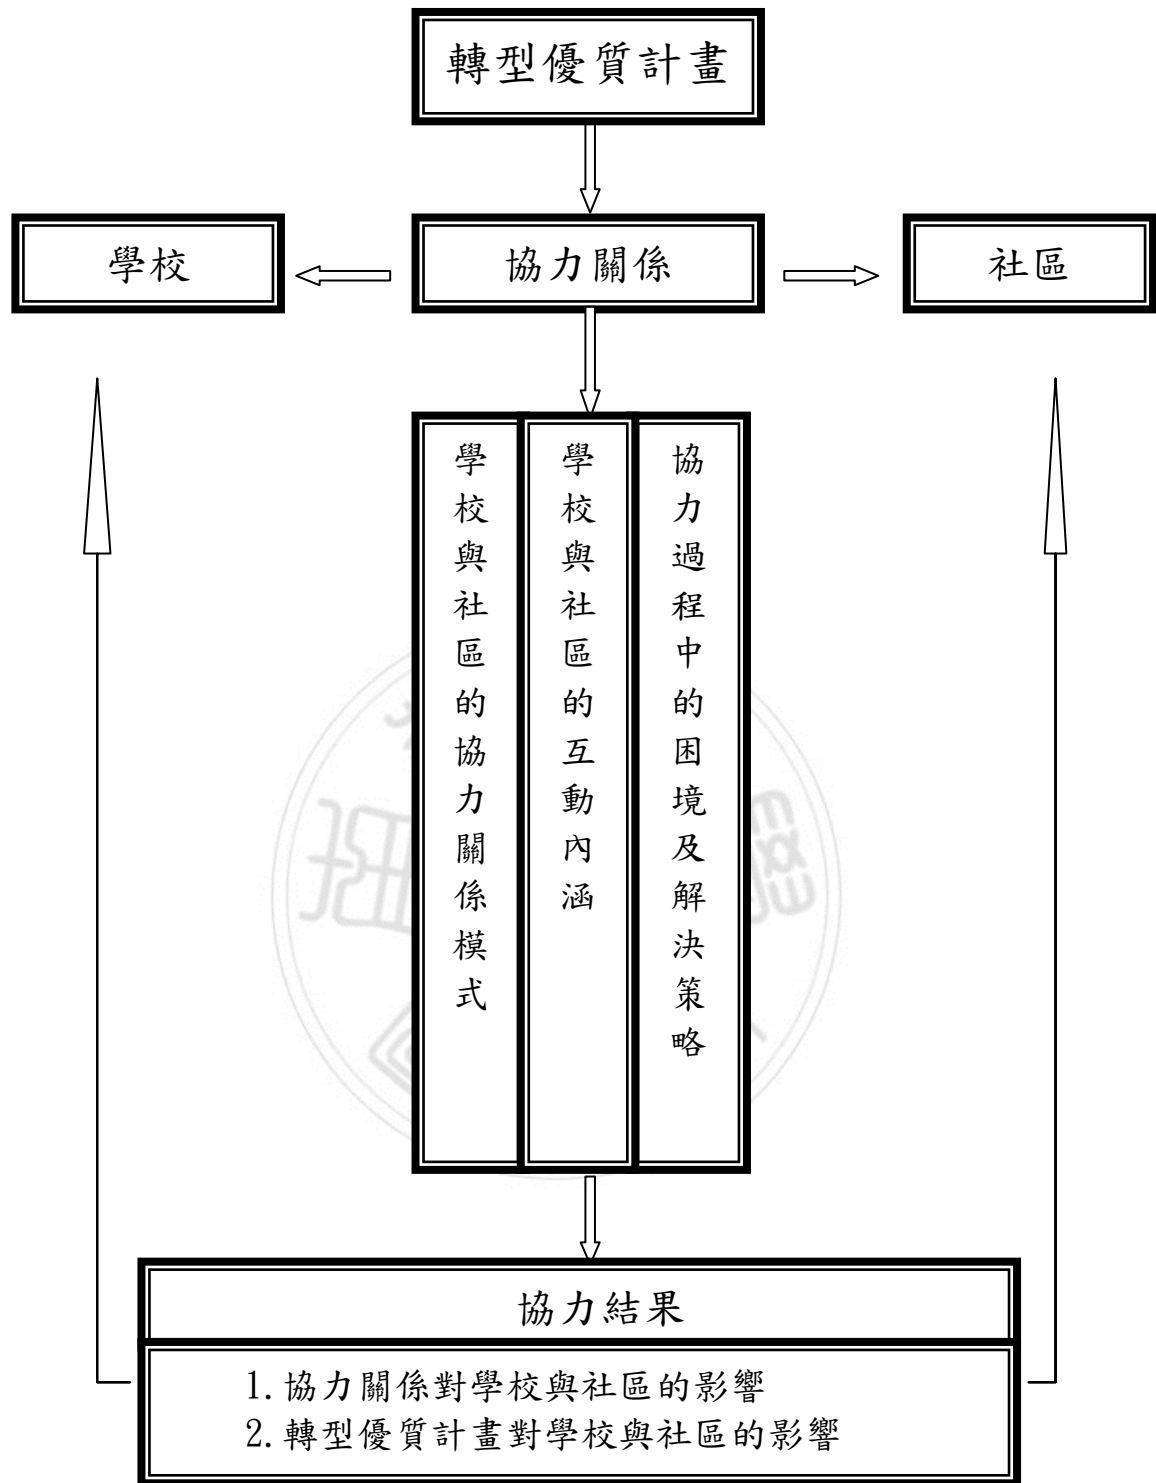 轉型優質計畫
學校
協力關係
社區
學校與社區的協力關係模式
學校與社區的互動內涵
協力過程中的困境及解決策略
協力結果
1.協力關係對學校與社區的影響
2.轉型優質計畫對學校與社區的影響